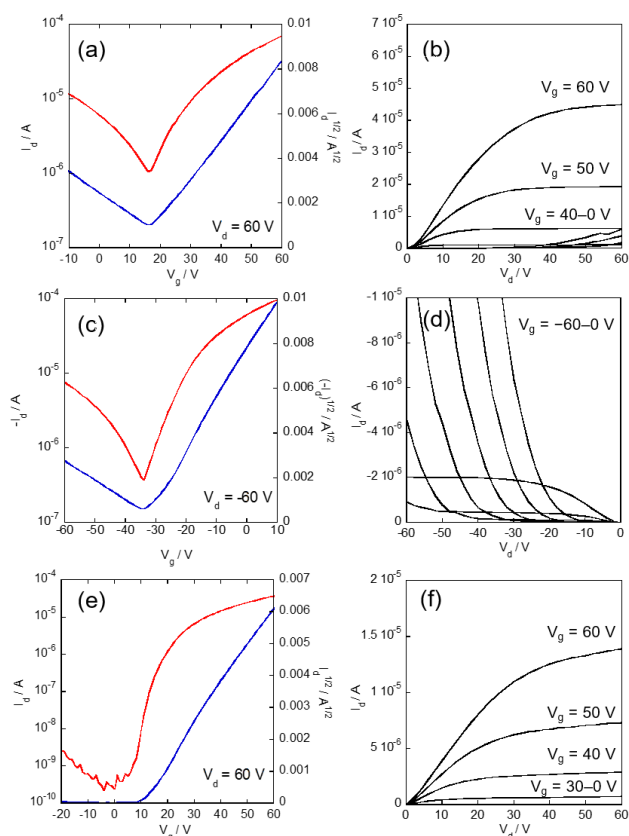 (a)
10^-4
10^-5
10^-6
10^-7
I_d / A
0.01
0.008
0.006
0.004
0.002
0
I_d^1/2 / A^1/2
V_d = 60 V
-10 0 10 20 30 40 50 60
V_g / V
(b)
7 10^-5
6 10^-5
5 10^-5
4 10^-5
3 10^-5
2 10^-5
1 10^-5
0
I_d / A
V_g = 60 V
V_g = 50 V
V_g = 40–0 V
0 10 20 30 40 50 60
V_d / V
(c)
10^-4
10^-5
10^-6
10^-7
-I_d / A
0.01
0.008
0.006
0.004
0.002
0
(-I_d)^1/2 / A^1/2
V_d = -60 V
-60 -50 -40 -30 -20 -10 0 10
V_g / V
(d)
-1 10^-5
-8 10^-6
-6 10^-6
-4 10^-6
-2 10^-6
0
I_d / A
V_g = −60–0 V
-60 -50 -40 -30 -20 -10 0
V_d / V
(e)
10^-4
10^-5
10^-6
10^-7
10^-8
10^-9
10^-10
I_d / A
0.007
0.006
0.005
0.004
0.003
0.002
0.001
0
I_d^1/2 / A^1/2
V_d = 60 V
-20 -10 0 10 20 30 40 50 60
V_g / V
(f)
2 10^-5
1.5 10^-5
1 10^-5
5 10^-6
0
I_d / A
V_g = 60 V
V_g = 50 V
V_g = 40 V
V_g = 30–0 V
0 10 20 30 40 50 60
V_d / V